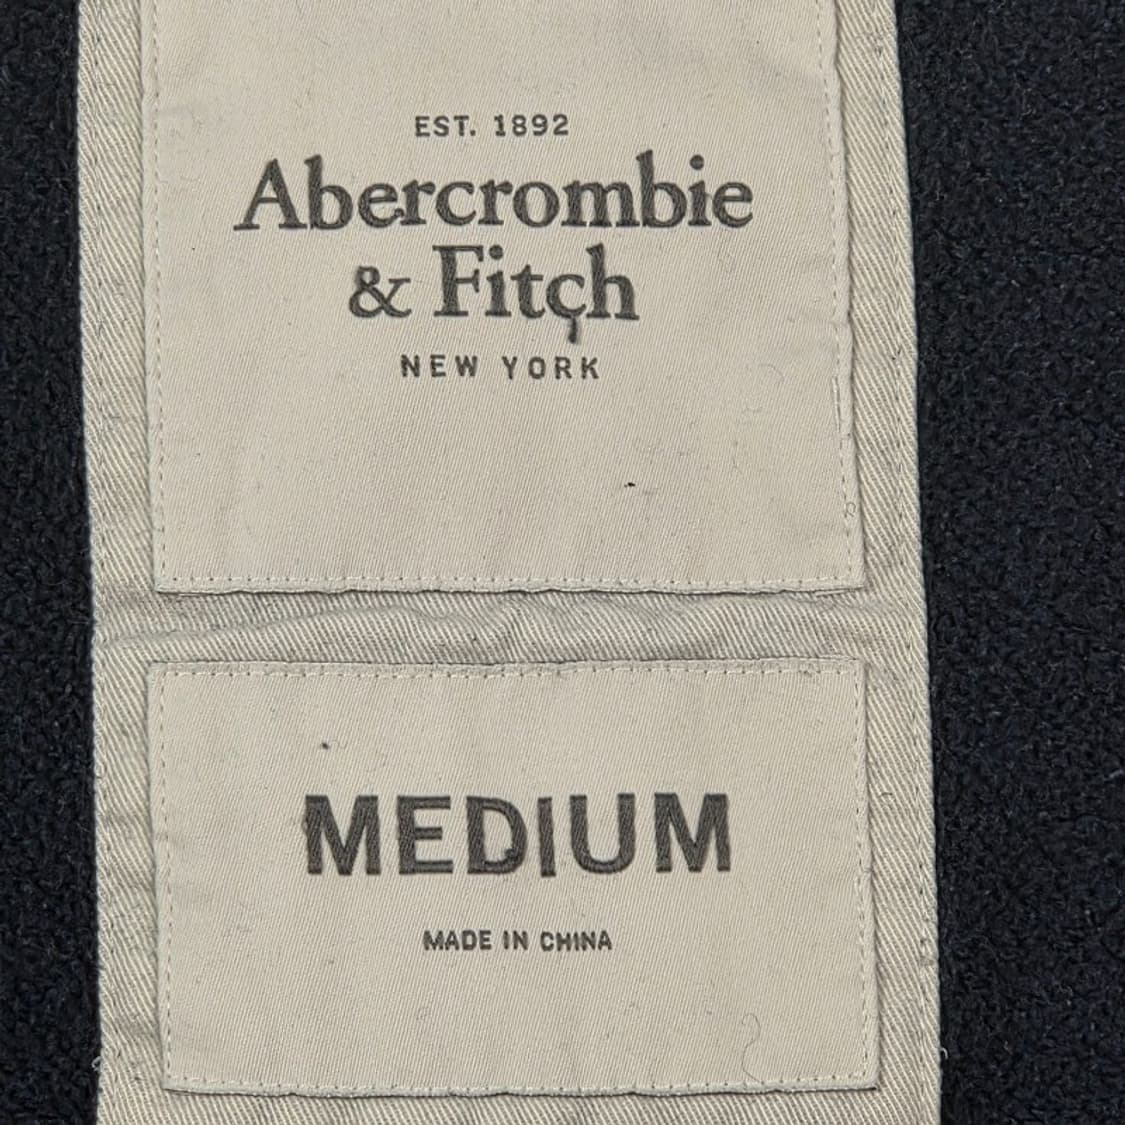 EST. 1892
Abercrombie
& Fitch
NEW YORK
MEDIUM
MADE IN CHINA